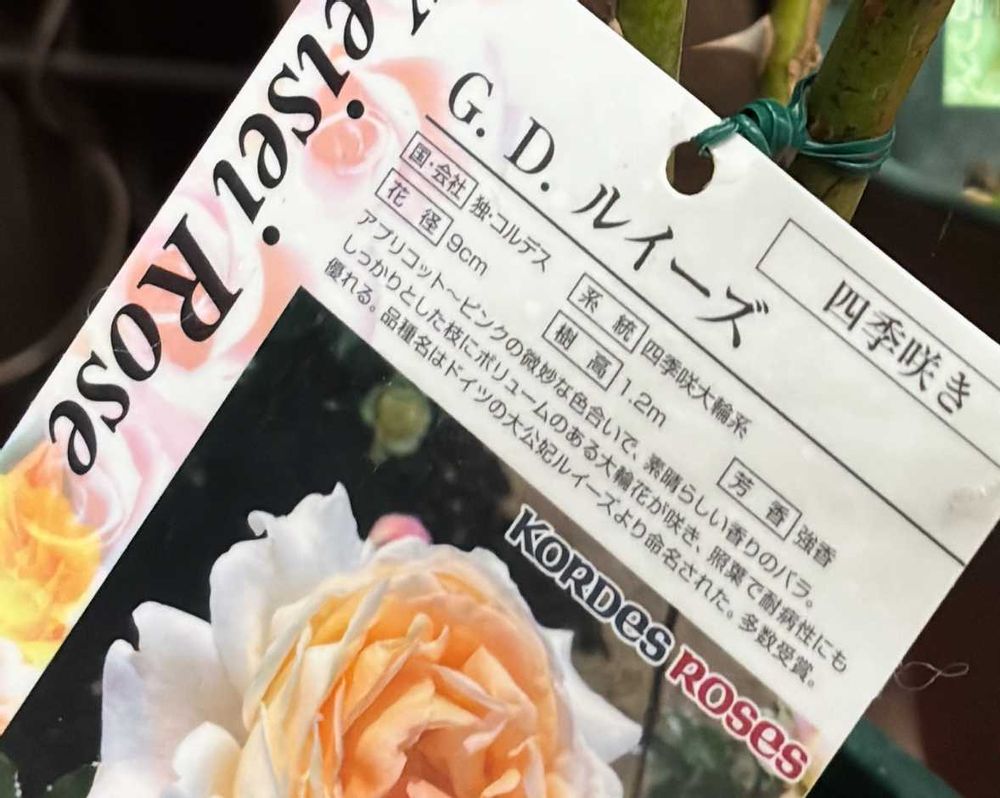 eisei Rose
四季咲き
G. D. ルイーズ
国・会社 独・コルデス 系統 四季咲大輪系 芳香 強香
花径 9cm 樹高 1.2m
アプリコット〜ピンクの微妙な色合いで、素晴らしい香りのバラ。
しっかりとした枝にボリュームのある大輪花が咲き、照葉で耐病性にも
優れる。品種名はドイツの大公妃ルイーズより命名された。多数受賞。
KORDES ROSES